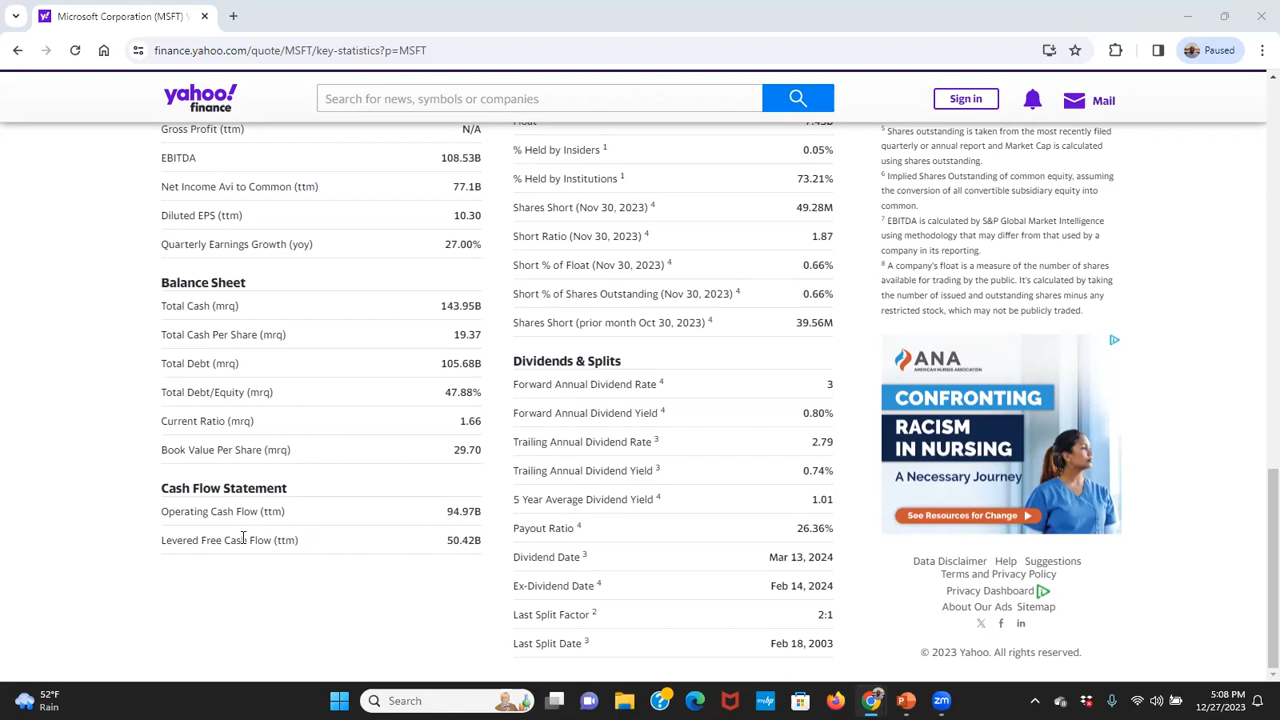 Microsoft Corporation (MSFT) V
finance.yahoo.com/quote/MSFT/key-statistics?p=MSFT
Paused
yahoo!
finance
Search for news, symbols or companies
Sign in
Mail
Gross Profit (ttm) N/A
EBITDA 108.53B
Net Income Avi to Common (ttm) 77.1B
Diluted EPS (ttm) 10.30
Quarterly Earnings Growth (yoy) 27.00%
Balance Sheet
Total Cash (mrq) 143.95B
Total Cash Per Share (mrq) 19.37
Total Debt (mrq) 105.68B
Total Debt/Equity (mrq) 47.88%
Current Ratio (mrq) 1.66
Book Value Per Share (mrq) 29.70
Cash Flow Statement
Operating Cash Flow (ttm) 94.97B
Levered Free Cash Flow (ttm) 50.42B
% Held by Insiders 1 0.05%
% Held by Institutions 1 73.21%
Shares Short (Nov 30, 2023) 4 49.28M
Short Ratio (Nov 30, 2023) 4 1.87
Short % of Float (Nov 30, 2023) 4 0.66%
Short % of Shares Outstanding (Nov 30, 2023) 4 0.66%
Shares Short (prior month Oct 30, 2023) 4 39.56M
Dividends & Splits
Forward Annual Dividend Rate 4 3
Forward Annual Dividend Yield 4 0.80%
Trailing Annual Dividend Rate 3 2.79
Trailing Annual Dividend Yield 3 0.74%
5 Year Average Dividend Yield 4 1.01
Payout Ratio 4 26.36%
Dividend Date 3 Mar 13, 2024
Ex-Dividend Date 4 Feb 14, 2024
Last Split Factor 2 2:1
Last Split Date 3 Feb 18, 2003
5 Shares outstanding is taken from the most recently filed
quarterly or annual report and Market Cap is calculated
using shares outstanding.
6 Implied Shares Outstanding of common equity, assuming
the conversion of all convertible subsidiary equity into
common.
7 EBITDA is calculated by S&P Global Market Intelligence
using methodology that may differ from that used by a
company in its reporting.
8 A company's float is a measure of the number of shares
available for trading by the public. It's calculated by taking
the number of issued and outstanding shares minus any
restricted stock, which may not be publicly traded.
ANA
AMERICAN NURSES ASSOCIATION
CONFRONTING
RACISM
IN NURSING
A Necessary Journey
See Resources for Change
Data Disclaimer Help Suggestions
Terms and Privacy Policy
Privacy Dashboard
About Our Ads Sitemap
© 2023 Yahoo. All rights reserved.
52°F
Rain
Search
5:08 PM
12/27/2023